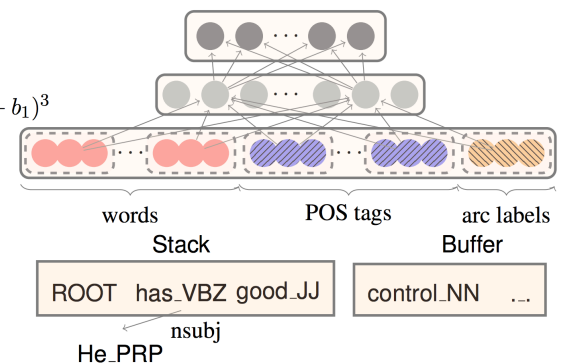 ...
...
- b₁)³
... ...
words POS tags arc labels
Stack Buffer
ROOT has_VBZ good_JJ control_NN ._.
nsubj
He_PRP